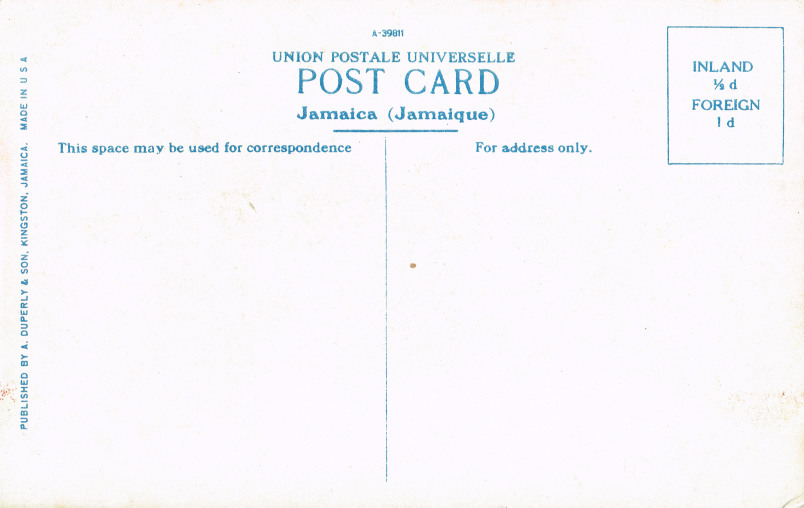 A-39811
UNION POSTALE UNIVERSELLE
POST CARD
Jamaica (Jamaique)
INLAND
½ d
FOREIGN
1 d
This space may be used for correspondence
For address only.
PUBLISHED BY A. DUPERLY & SON, KINGSTON, JAMAICA. MADE IN U S A